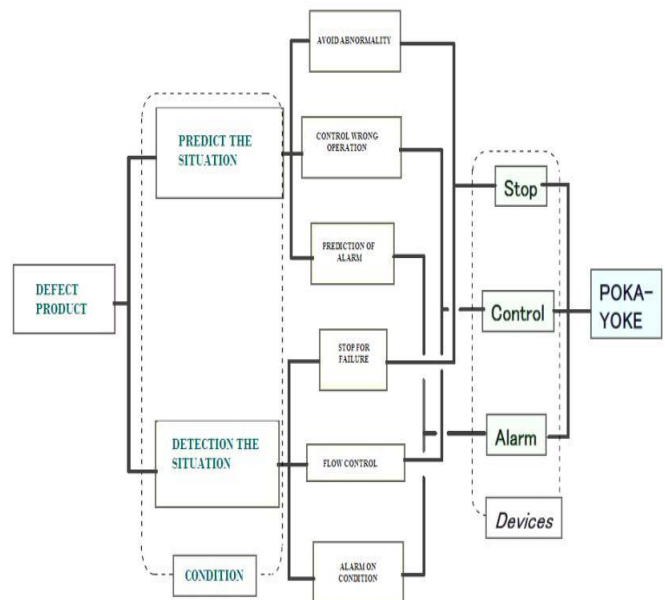 DEFECT
PRODUCT
PREDICT THE
SITUATION
DETECTION THE
SITUATION
CONDITION
AVOID ABNORMALITY
CONTROL WRONG
OPERATION
PREDICTION OF
ALARM
STOP FOR
FAILURE
FLOW CONTROL
ALARM ON
CONDITION
Stop
Control
Alarm
Devices
POKA-
YOKE